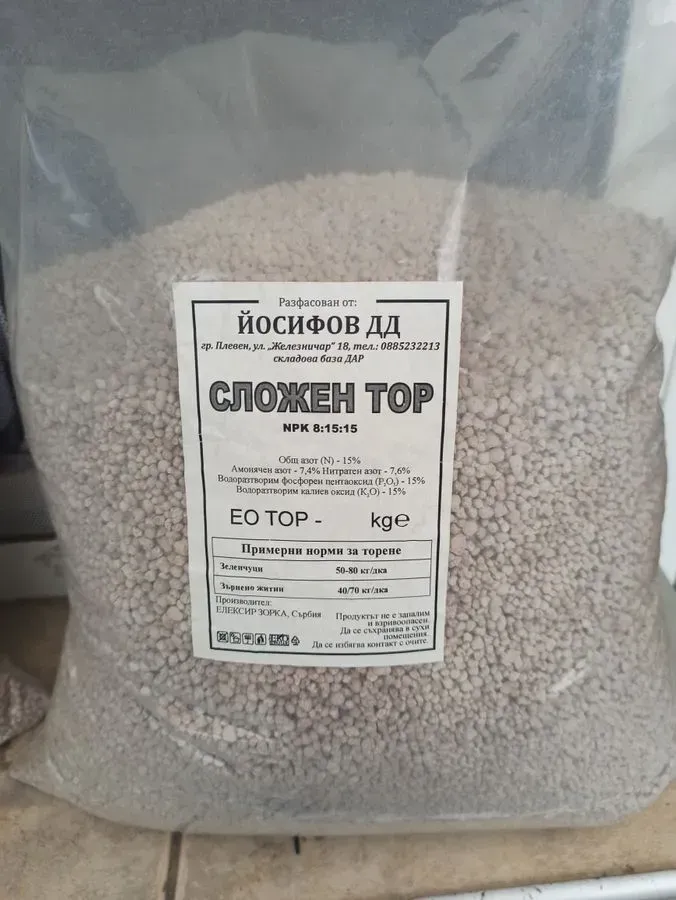 Разфасован от:
ЙОСИФОВ ДД
гр. Плевен, ул. „Железничар" 18, тел.: 0885232213
складова база ДАР
СЛОЖЕН ТОР
NPK 8:15:15
Общ азот (N) - 15%
Амонячен азот - 7,4% Нитратен азот - 7,6%
Водоразтворим фосфорен пентаоксид (P₂O₅) - 15%
Водоразтворим калиев оксид (K₂O) - 15%
ЕО ТОР - kg℮
Примерни норми за торене
Зеленчуци 50-80 кг/дка
Зърнено житни 40/70 кг/дка
Производител:
ЕЛЕКСИР ЗОРКА, Сърбия
Продуктът не е запалим
и взривоопасен.
Да се съхранява в сухи
помещения.
Да се избягва контакт с очите.